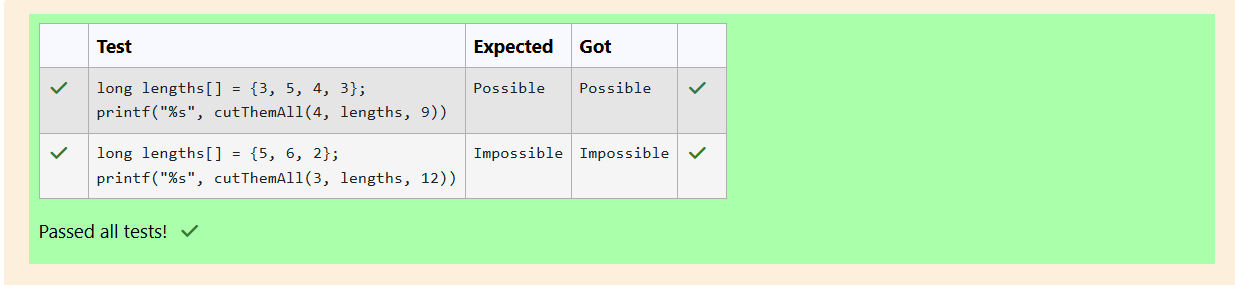 Test Expected Got
long lengths[] = {3, 5, 4, 3}; Possible Possible
printf("%s", cutThemAll(4, lengths, 9))
long lengths[] = {5, 6, 2}; Impossible Impossible
printf("%s", cutThemAll(3, lengths, 12))
Passed all tests!